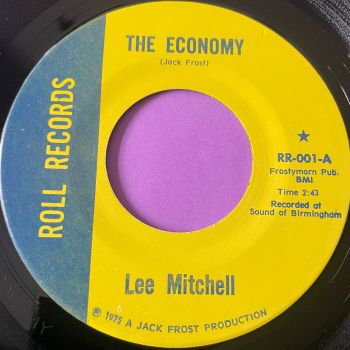 THE ECONOMY
(Jack Frost)
ROLL RECORDS
RR-001-A
Frostymorn Pub.
BMI
Time 2:43
Recorded at
Sound of Birmingham
Lee Mitchell
℗ 1975 A JACK FROST PRODUCTION